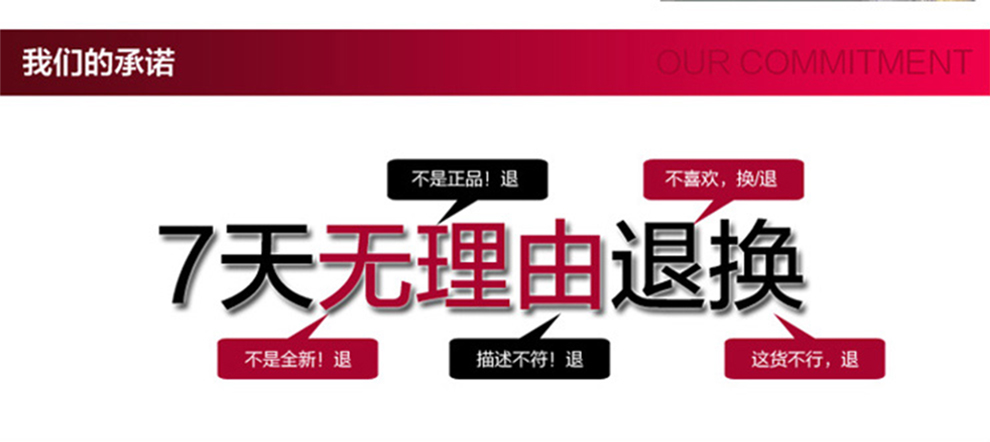 我们的承诺
OUR COMMITMENT
不是正品！退
不喜欢，换/退
7天无理由退换
不是全新！退
描述不符！退
这货不行，退